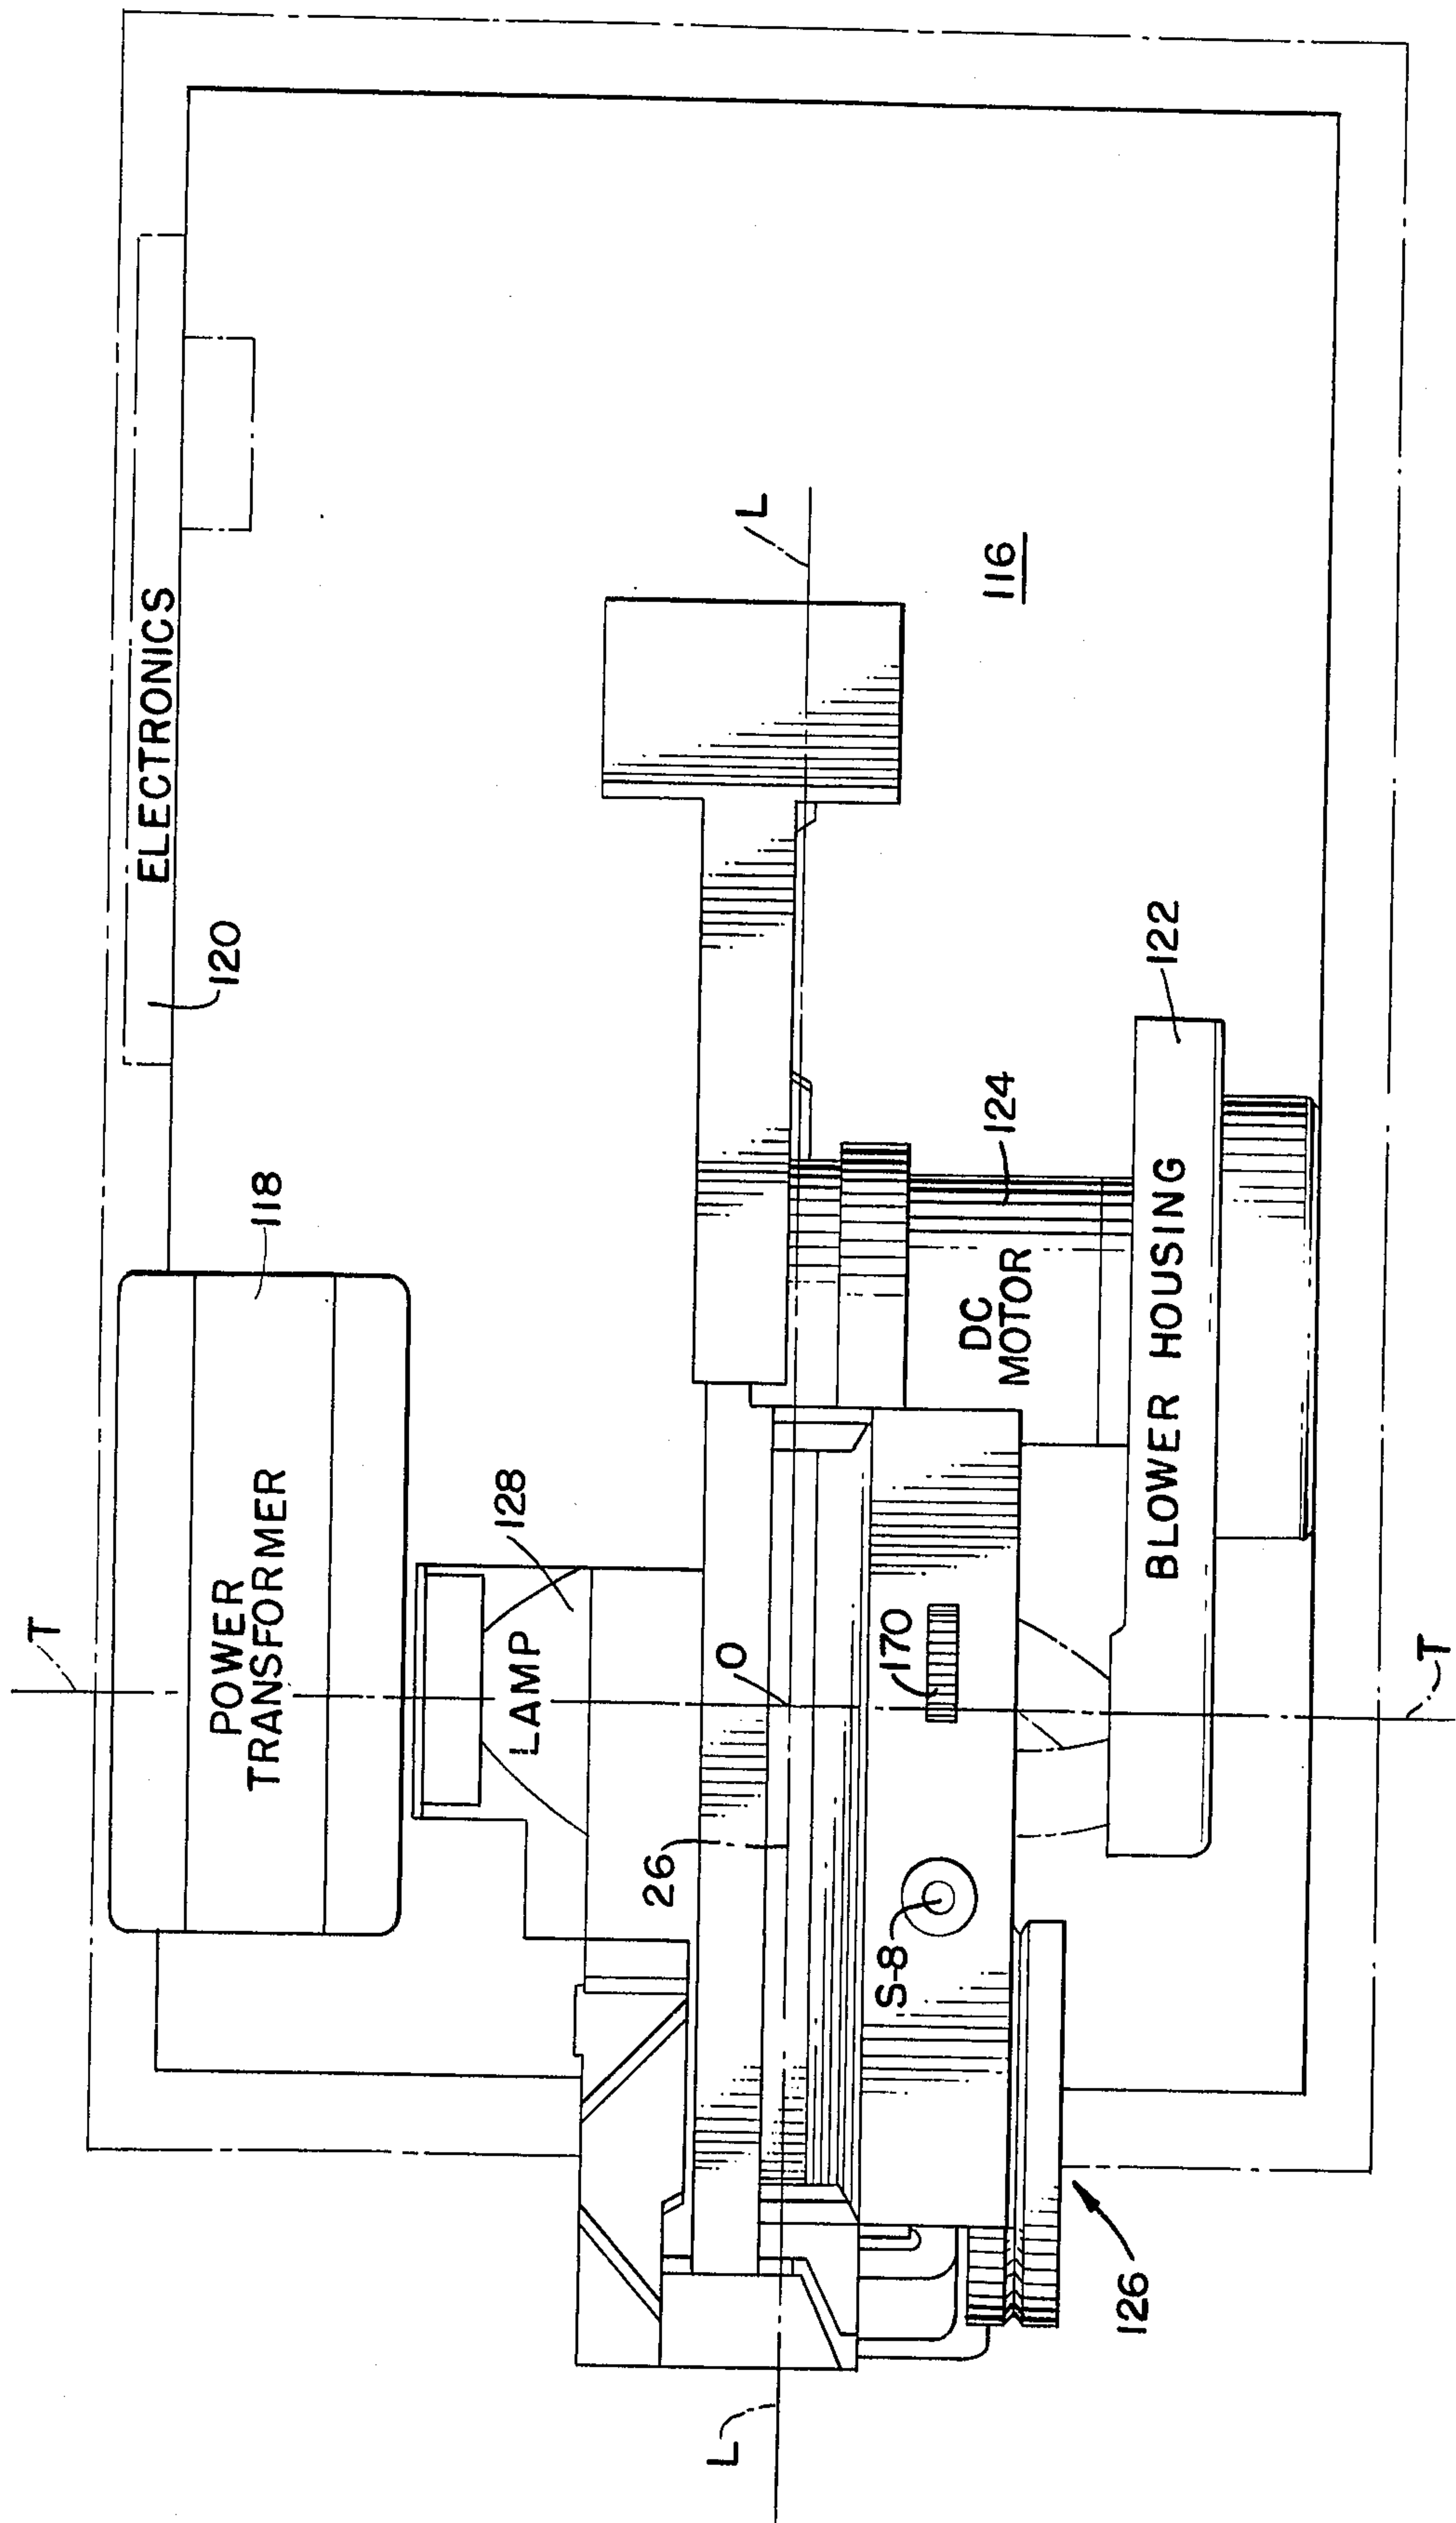 ELECTRONICS
120
L
116
118
POWER
TRANSFORMER
T
128
LAMP
O
26
170
S-8
124
DC
MOTOR
122
BLOWER HOUSING
T
126
L